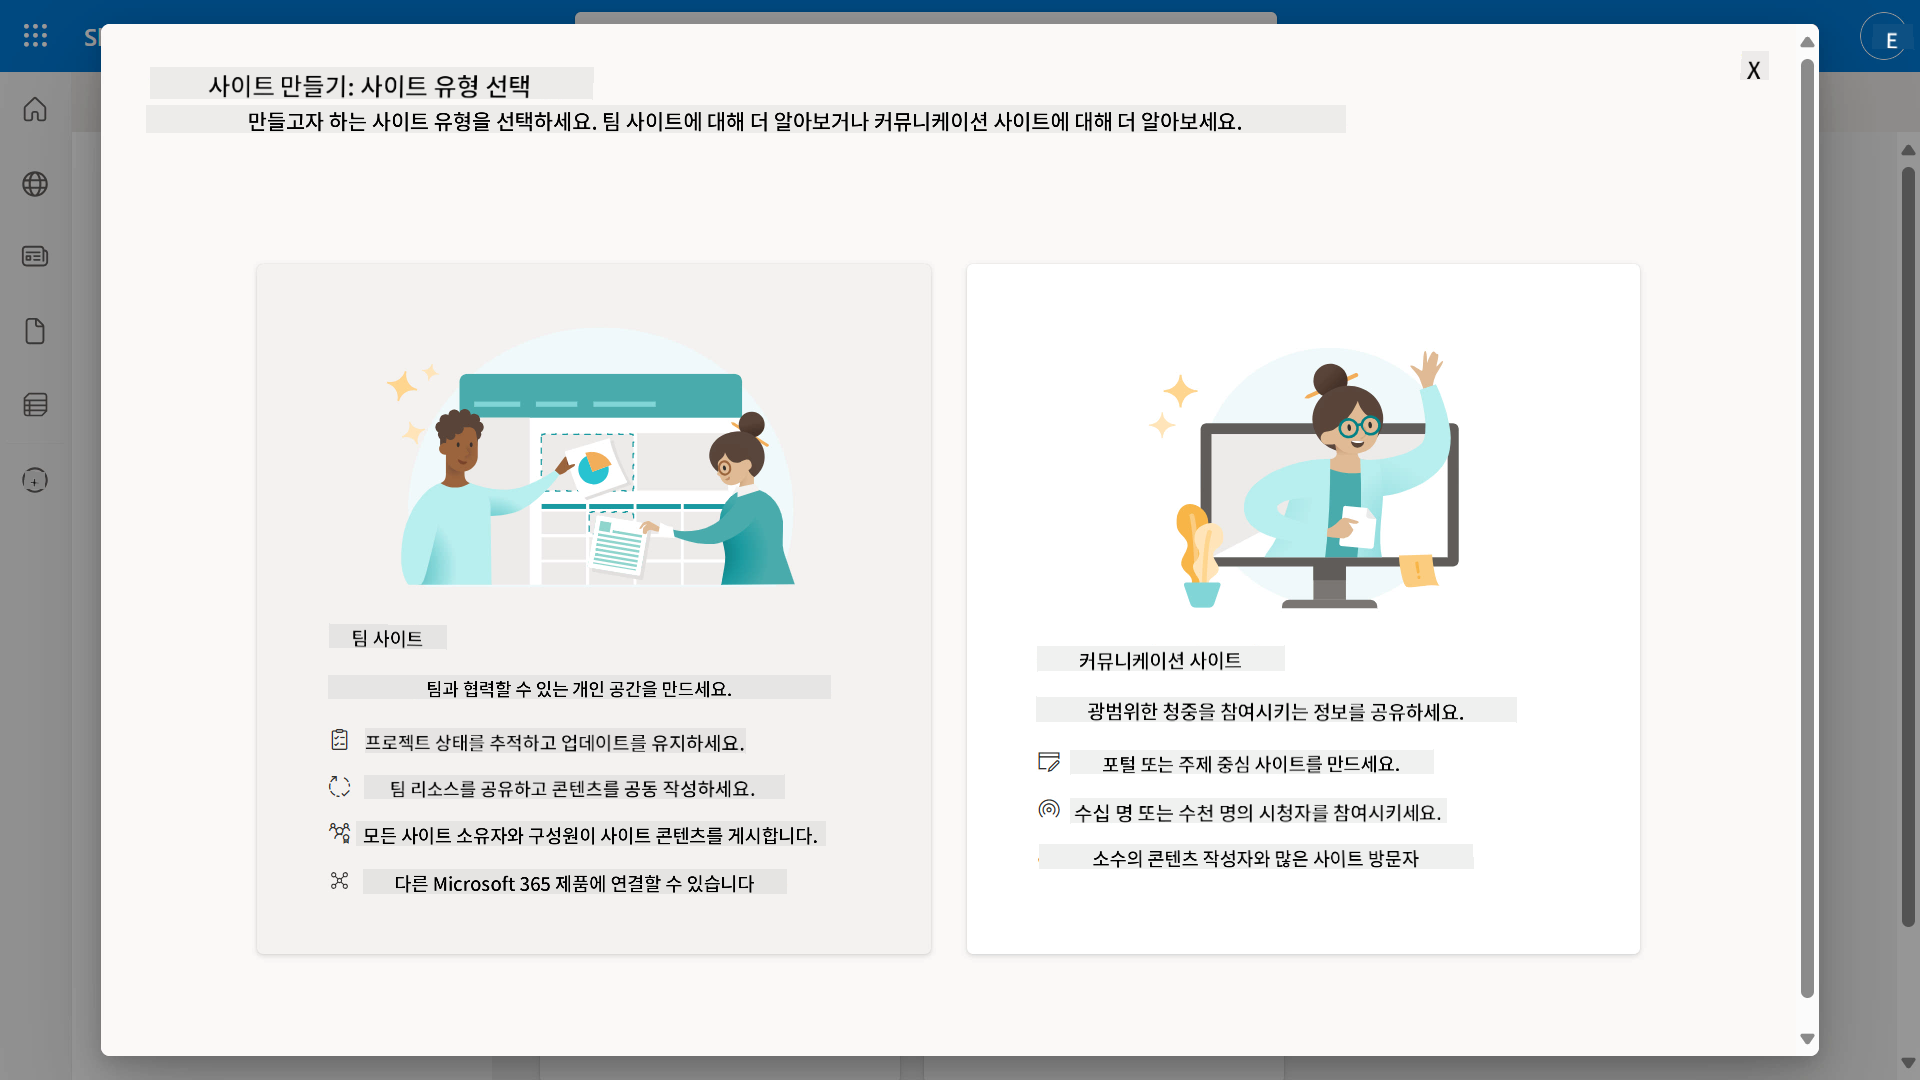 E
사이트 만들기: 사이트 유형 선택
X
만들고자 하는 사이트 유형을 선택하세요. 팀 사이트에 대해 더 알아보거나 커뮤니케이션 사이트에 대해 더 알아보세요.
팀 사이트
팀과 협력할 수 있는 개인 공간을 만드세요.
프로젝트 상태를 추적하고 업데이트를 유지하세요.
팀 리소스를 공유하고 콘텐츠를 공동 작성하세요.
모든 사이트 소유자와 구성원이 사이트 콘텐츠를 게시합니다.
다른 Microsoft 365 제품에 연결할 수 있습니다
커뮤니케이션 사이트
광범위한 청중을 참여시키는 정보를 공유하세요.
포털 또는 주제 중심 사이트를 만드세요.
수십 명 또는 수천 명의 시청자를 참여시키세요.
소수의 콘텐츠 작성자와 많은 사이트 방문자